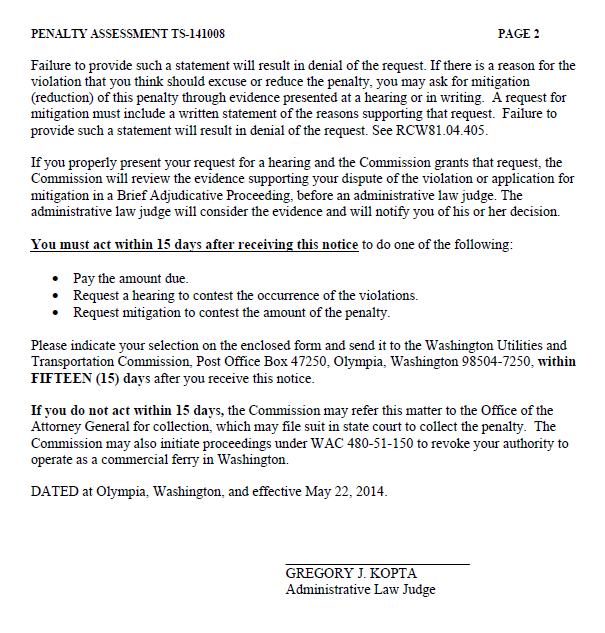 PENALTY ASSESSMENT TS-141008 PAGE 2
Failure to provide such a statement will result in denial of the request. If there is a reason for the
violation that you think should excuse or reduce the penalty, you may ask for mitigation
(reduction) of this penalty through evidence presented at a hearing or in writing. A request for
mitigation must include a written statement of the reasons supporting that request. Failure to
provide such a statement will result in denial of the request. See RCW81.04.405.
If you properly present your request for a hearing and the Commission grants that request, the
Commission will review the evidence supporting your dispute of the violation or application for
mitigation in a Brief Adjudicative Proceeding, before an administrative law judge. The
administrative law judge will consider the evidence and will notify you of his or her decision.
You must act within 15 days after receiving this notice to do one of the following:
• Pay the amount due.
• Request a hearing to contest the occurrence of the violations.
• Request mitigation to contest the amount of the penalty.
Please indicate your selection on the enclosed form and send it to the Washington Utilities and
Transportation Commission, Post Office Box 47250, Olympia, Washington 98504-7250, within
FIFTEEN (15) days after you receive this notice.
If you do not act within 15 days, the Commission may refer this matter to the Office of the
Attorney General for collection, which may file suit in state court to collect the penalty. The
Commission may also initiate proceedings under WAC 480-51-150 to revoke your authority to
operate as a commercial ferry in Washington.
DATED at Olympia, Washington, and effective May 22, 2014.
GREGORY J. KOPTA
Administrative Law Judge